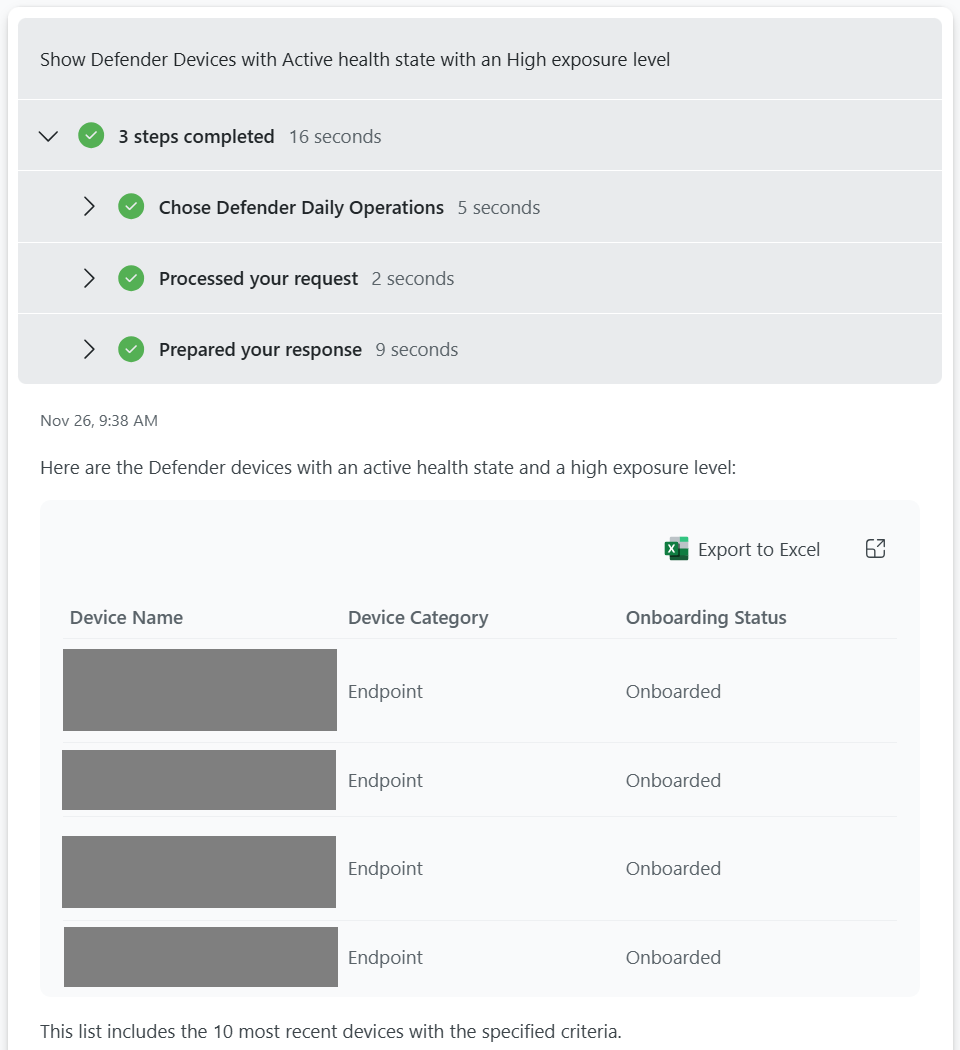 Show Defender Devices with Active health state with an High exposure level
3 steps completed 16 seconds
Chose Defender Daily Operations 5 seconds
Processed your request 2 seconds
Prepared your response 9 seconds
Nov 26, 9:38 AM
Here are the Defender devices with an active health state and a high exposure level:
Export to Excel
Device Name Device Category Onboarding Status
Endpoint Onboarded
Endpoint Onboarded
Endpoint Onboarded
Endpoint Onboarded
This list includes the 10 most recent devices with the specified criteria.